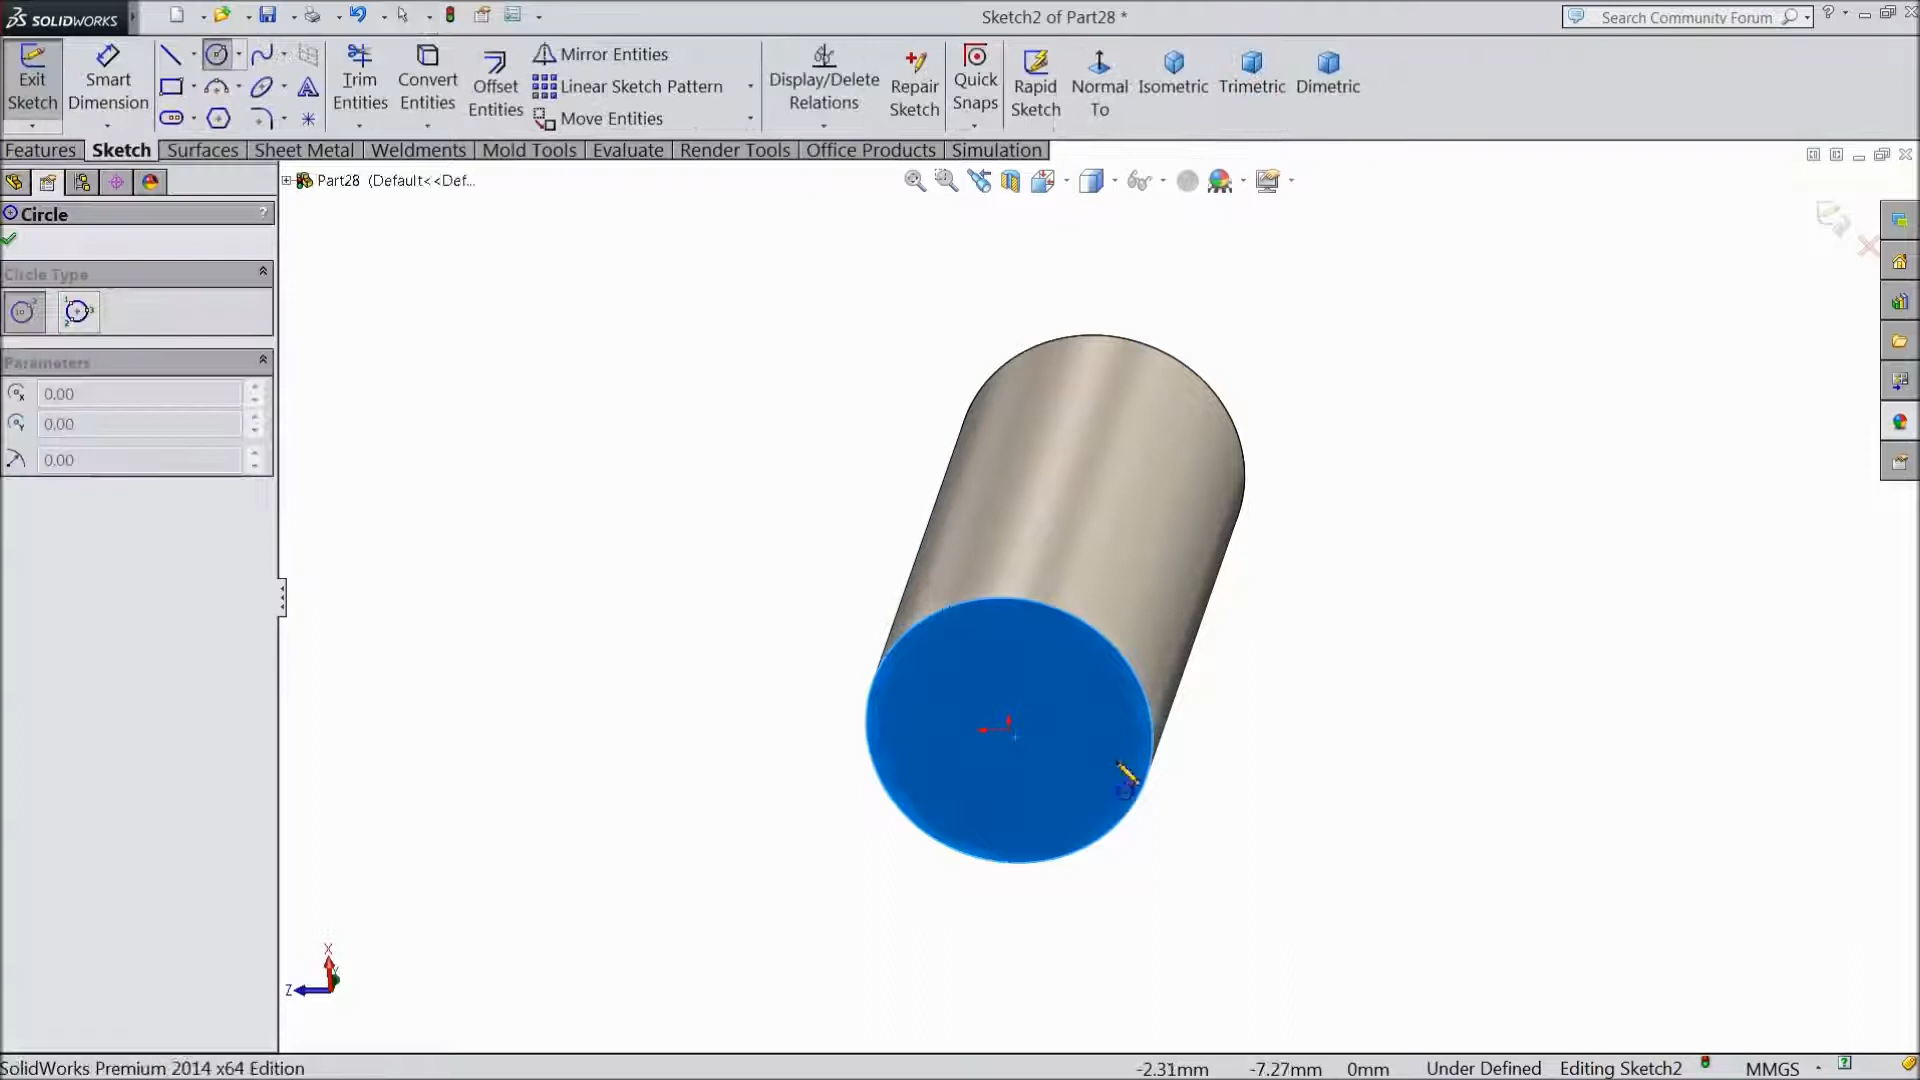 SOLIDWORKS
Sketch2 of Part28 *
Search Community Forum
Exit Sketch
Smart Dimension
Trim Entities
Convert Entities
Offset Entities
Mirror Entities
Linear Sketch Pattern
Move Entities
Display/Delete Relations
Repair Sketch
Quick Snaps
Rapid Sketch
Normal To
Isometric
Trimetric
Dimetric
Features
Sketch
Surfaces
Sheet Metal
Weldments
Mold Tools
Evaluate
Render Tools
Office Products
Simulation
Part28 (Default<<Def...
Circle
?
Circle Type
Parameters
0.00
0.00
0.00
X
Z
SolidWorks Premium 2014 x64 Edition
-2.31mm
-7.27mm
0mm
Under Defined
Editing Sketch2
MMGS